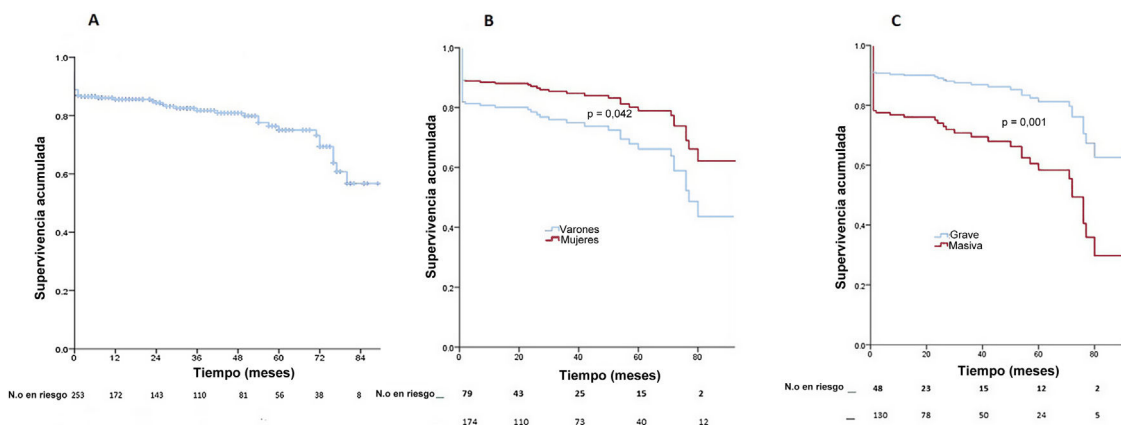 A
Supervivencia acumulada
1.0
0.8
0.6
0.4
0.2
0.0
0 12 24 36 48 60 72 84
Tiempo (meses)
N.o en riesgo 253 172 143 110 81 56 38 8
B
Supervivencia acumulada
1,0
0,8
0,6
0,4
0,2
0,0
p = 0,042
Varones
Mujeres
0 20 40 60 80
Tiempo (meses)
N.o en riesgo 79 43 25 15 2
174 110 73 40 12
C
Supervivencia acumulada
1.0
0.8
0.6
0.4
0.2
0.0
p = 0,001
Grave
Masiva
0 20 40 60 80
Tiempo (meses)
N.o en riesgo 48 23 15 12 2
130 78 50 24 5